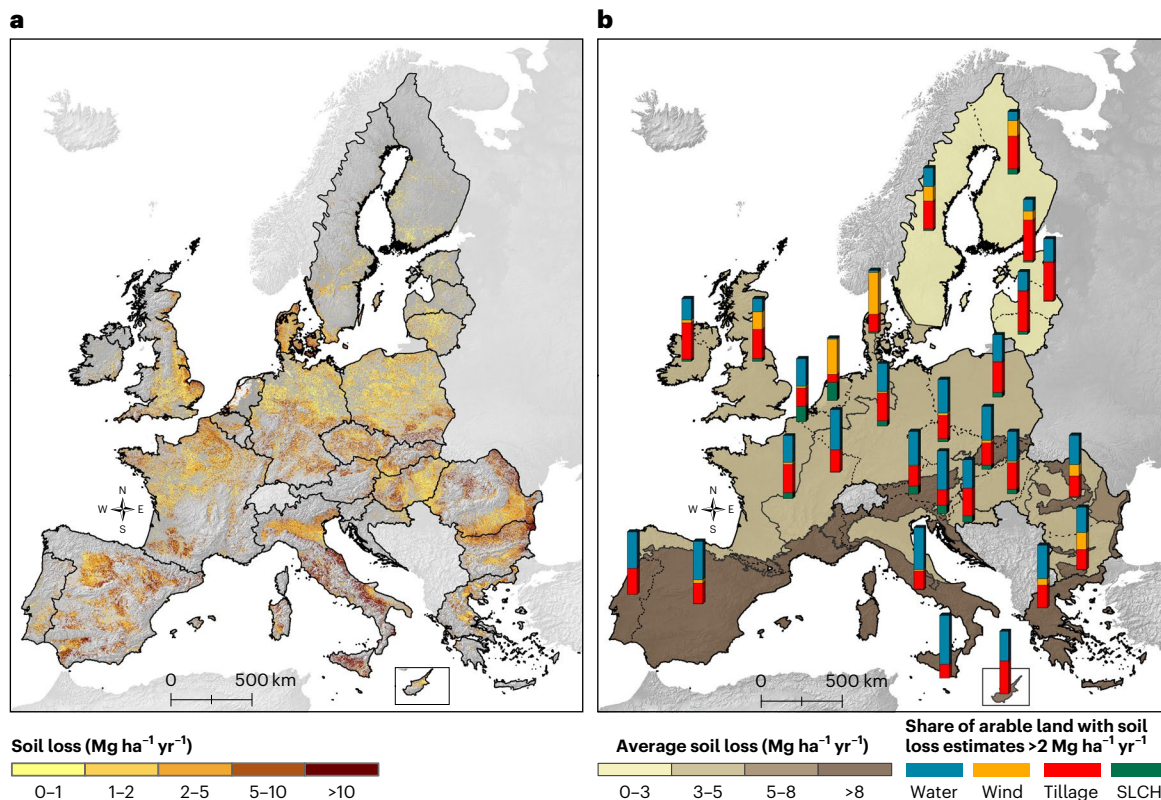 a
N
W E
S
0 500 km
Soil loss (Mg ha⁻¹ yr⁻¹)
0–1 1–2 2–5 5–10 >10
b
N
W E
S
0 500 km
Average soil loss (Mg ha⁻¹ yr⁻¹)
0–3 3–5 5–8 >8
Share of arable land with soil
loss estimates >2 Mg ha⁻¹ yr⁻¹
Water Wind Tillage SLCH